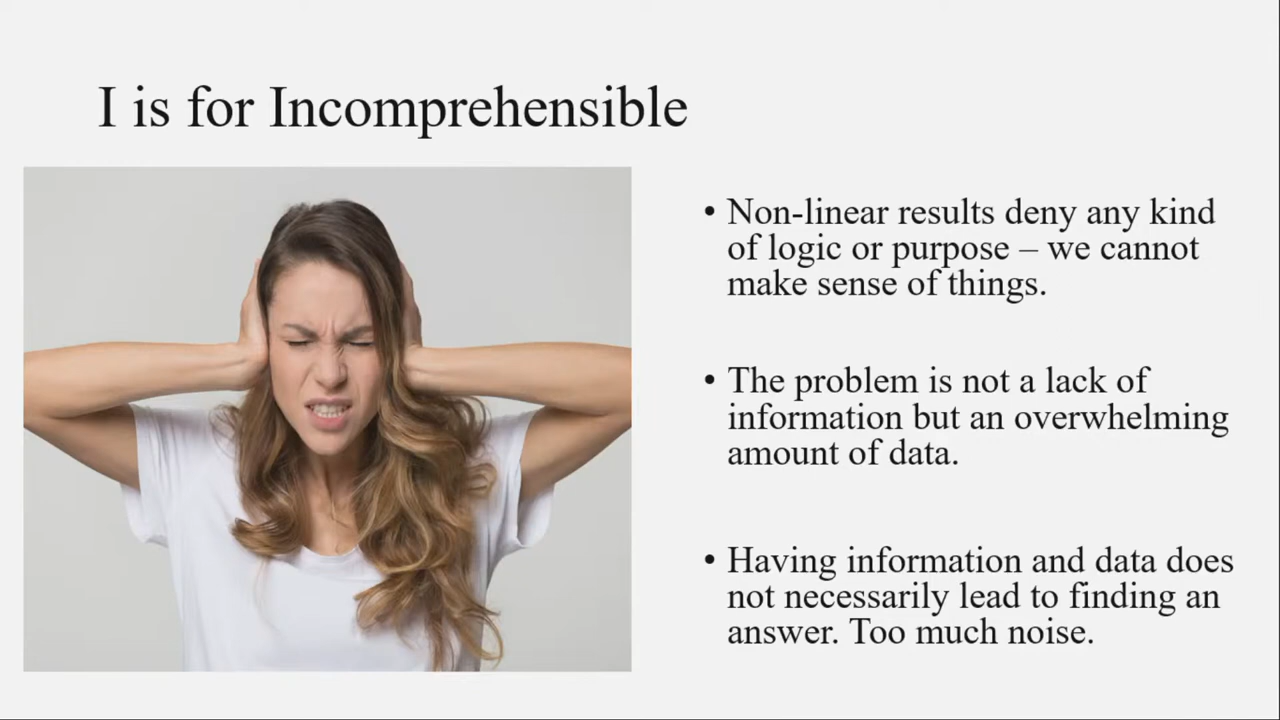 I is for Incomprehensible
• Non-linear results deny any kind
of logic or purpose – we cannot
make sense of things.
• The problem is not a lack of
information but an overwhelming
amount of data.
• Having information and data does
not necessarily lead to finding an
answer. Too much noise.